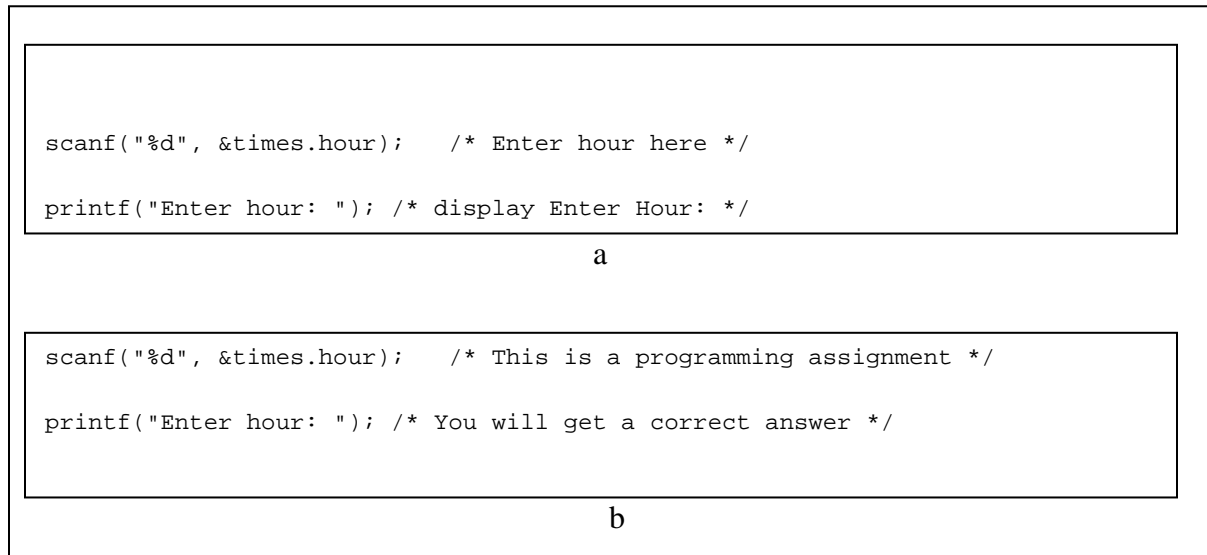 scanf("%d", &times.hour);   /* Enter hour here */
printf("Enter hour: "); /* display Enter Hour: */
a
scanf("%d", &times.hour);   /* This is a programming assignment */
printf("Enter hour: "); /* You will get a correct answer */
b